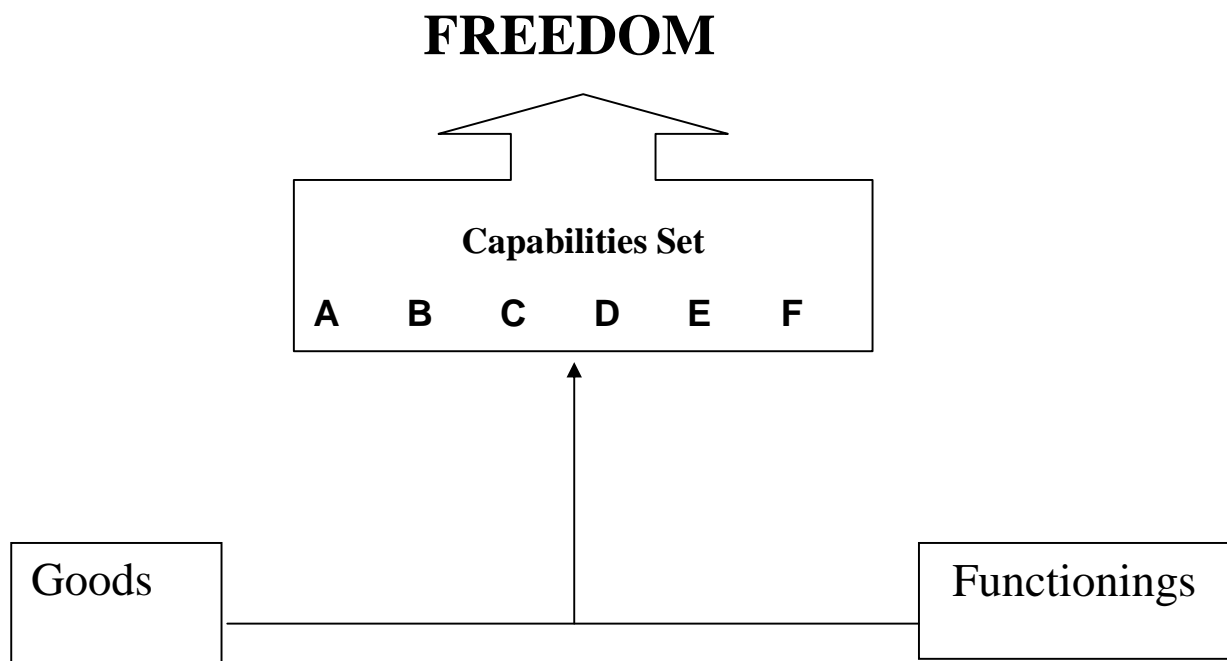 FREEDOM
Capabilities Set
A B C D E F
Goods
Functionings